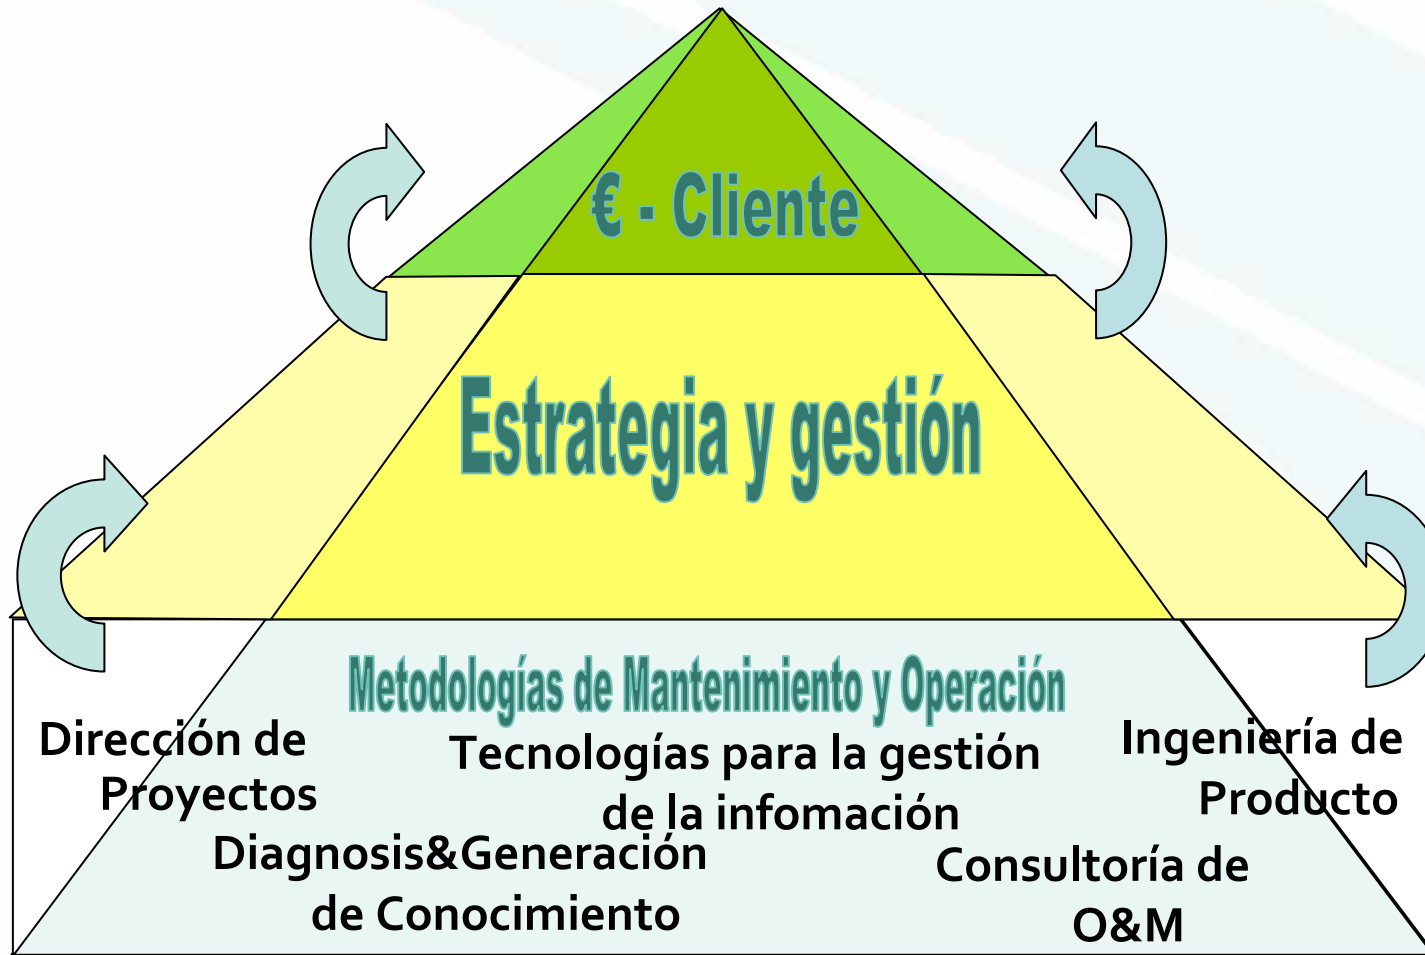 € - Cliente
Estrategia y gestión
Metodologías de Mantenimiento y Operación
Dirección de
Proyectos
Tecnologías para la gestión
de la infomación
Ingeniería de
Producto
Diagnosis&Generación
de Conocimiento
Consultoría de
O&M